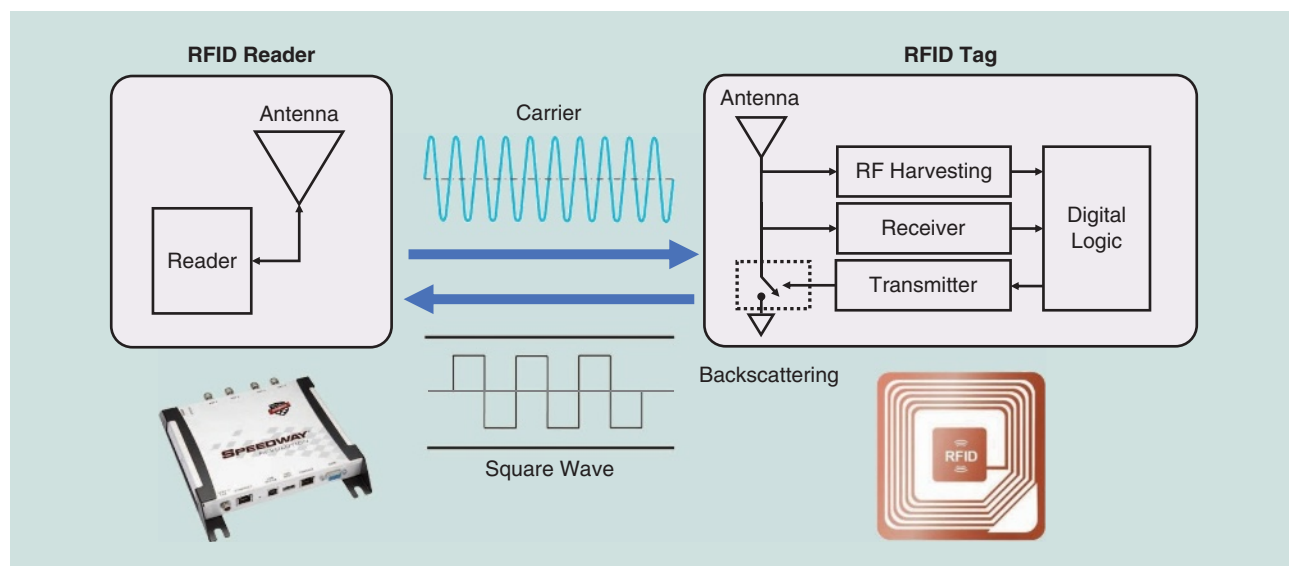 RFID Reader
Antenna
Reader
Carrier
Square Wave
RFID Tag
Antenna
RF Harvesting
Receiver
Transmitter
Digital
Logic
Backscattering
SPEEDWAY
RFID